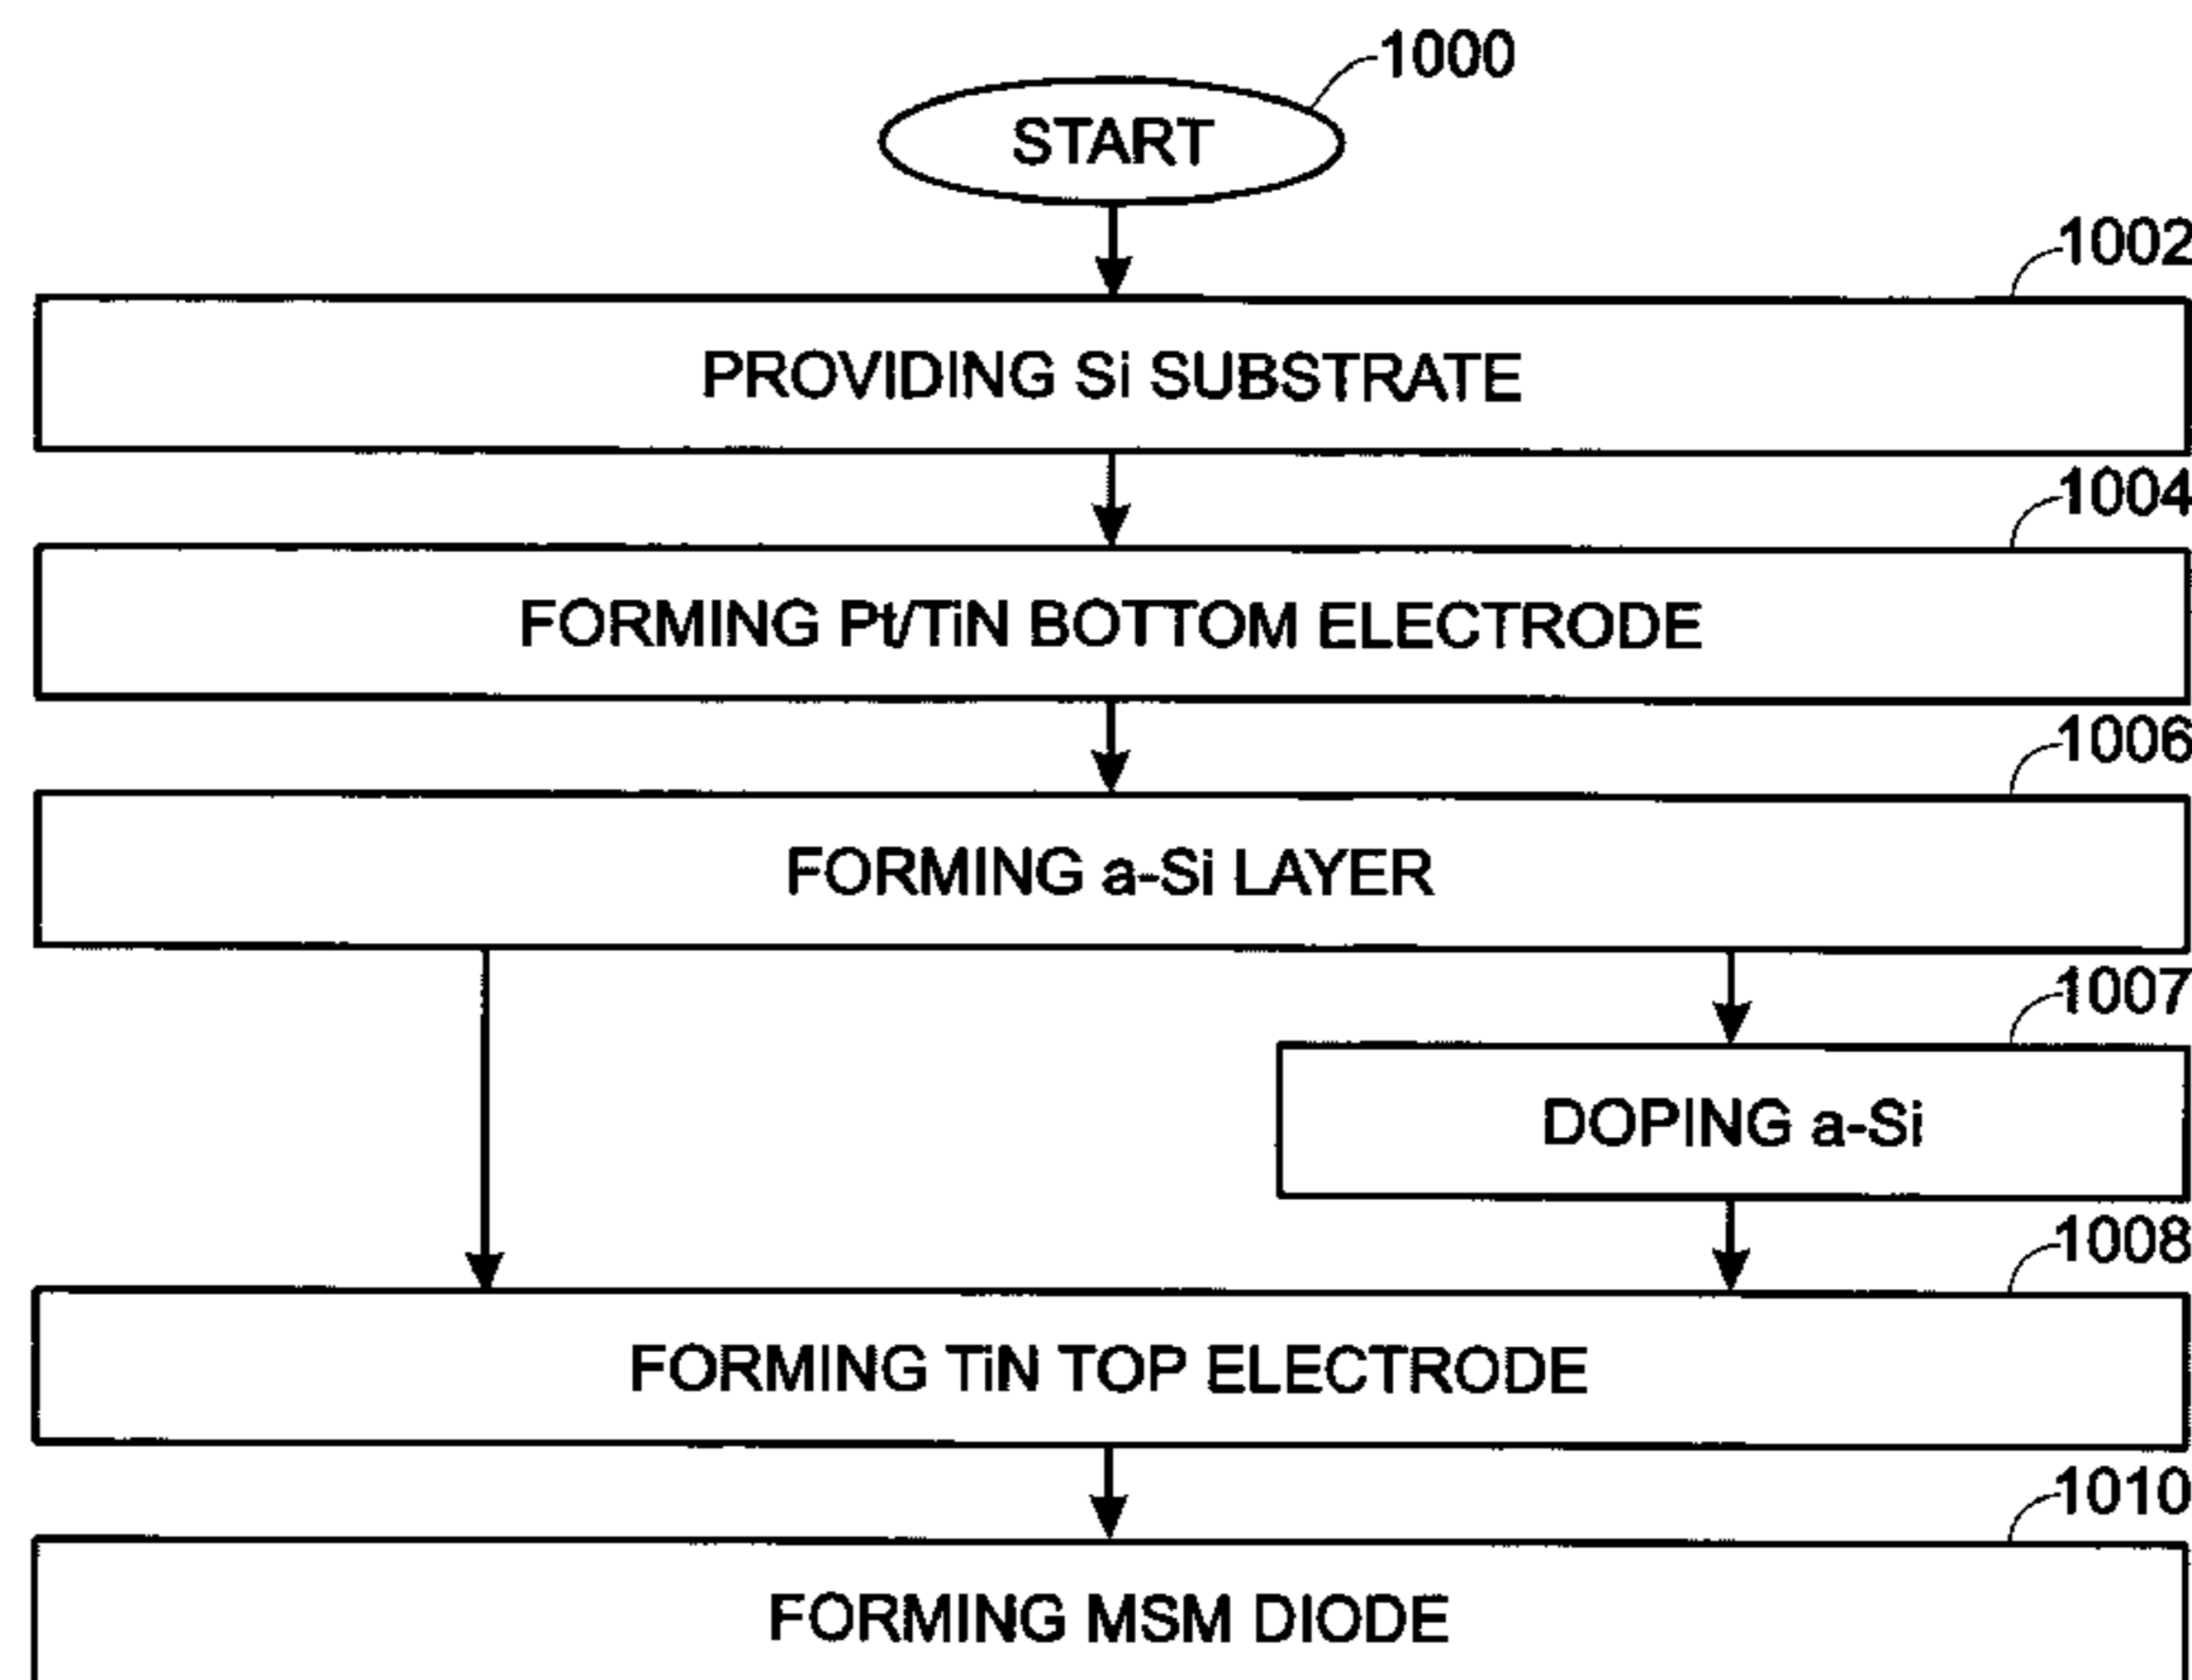 1000
START
1002
PROVIDING Si SUBSTRATE
1004
FORMING Pt/TiN BOTTOM ELECTRODE
1006
FORMING a-Si LAYER
1007
DOPING a-Si
1008
FORMING TiN TOP ELECTRODE
1010
FORMING MSM DIODE